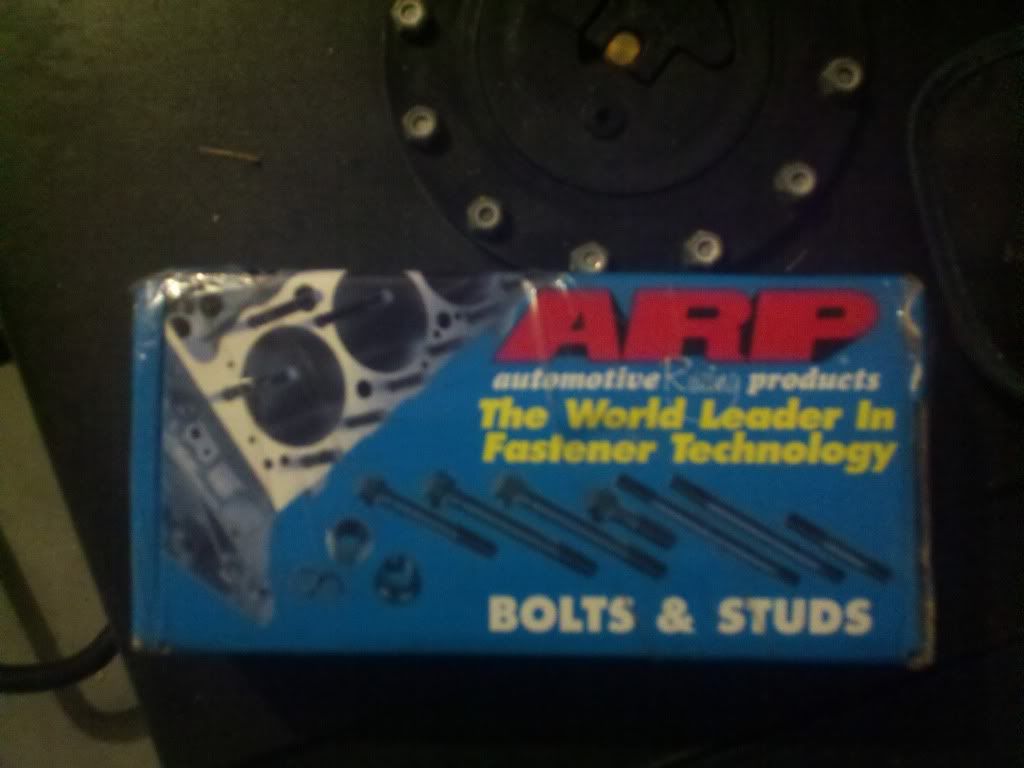 ARP
automotive Racing products
The World Leader In
Fastener Technology
BOLTS & STUDS